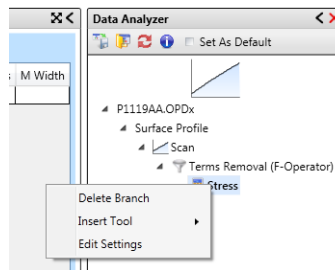 Data Analyzer
Set As Default
s M Width
P1119AA.OPDx
Surface Profile
Scan
Terms Removal (F-Operator)
Stress
Delete Branch
Insert Tool
Edit Settings